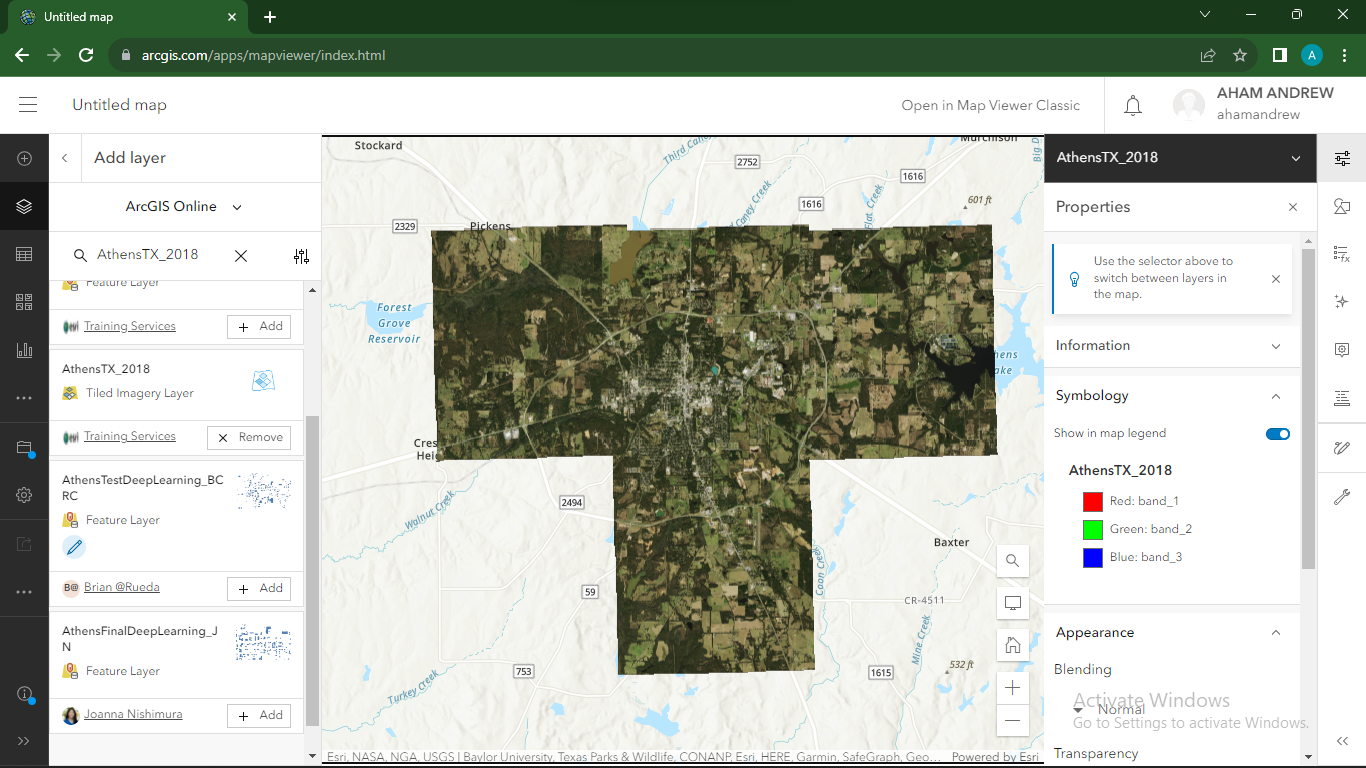 Untitled map
arcgis.com/apps/mapviewer/index.html
A
Untitled map
Open in Map Viewer Classic
AHAM ANDREW
ahamandrew
Add layer
ArcGIS Online
AthensTX_2018
Feature Layer
Training Services
Add
AthensTX_2018
Tiled Imagery Layer
Training Services
Remove
AthensTestDeepLearning_BC
RC
Feature Layer
B@
Brian @Rueda
Add
AthensFinalDeepLearning_J
N
Feature Layer
Joanna Nishimura
Add
Stockard
Murchison
2752
1616
601 ft
1616
Caney Creek
Flat Creek
2329
Pickens
Forest
Grove
Reservoir
hens
ake
Cres
Heig
2494
Walnut Creek
Baxter
Coon Creek
59
CR-4511
Mine Creek
532 ft
753
1615
Turkey Creek
Esri, NASA, NGA, USGS | Baylor University, Texas Parks & Wildlife, CONANP, Esri, HERE, Garmin, SafeGraph, Geo...
Powered by Esri
AthensTX_2018
Properties
Use the selector above to
switch between layers in
the map.
Information
Symbology
Show in map legend
AthensTX_2018
Red: band_1
Green: band_2
Blue: band_3
Appearance
Blending
Normal
Activate Windows
Go to Settings to activate Windows.
Transparency